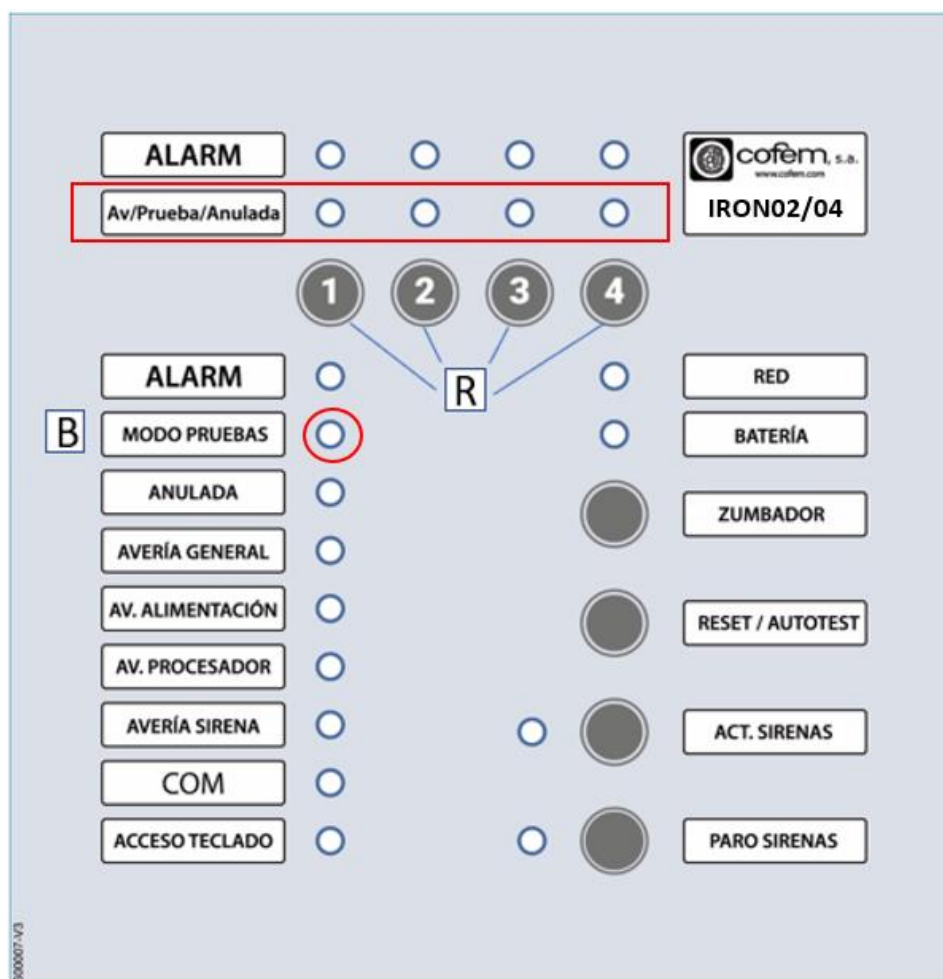 ALARM
Av/Prueba/Anulada
cofem, s.a.
www.cofem.com
IRON02/04
1 2 3 4
R
ALARM
RED
B
MODO PRUEBAS
BATERÍA
ANULADA
ZUMBADOR
AVERÍA GENERAL
AV. ALIMENTACIÓN
RESET / AUTOTEST
AV. PROCESADOR
AVERÍA SIRENA
ACT. SIRENAS
COM
ACCESO TECLADO
PARO SIRENAS